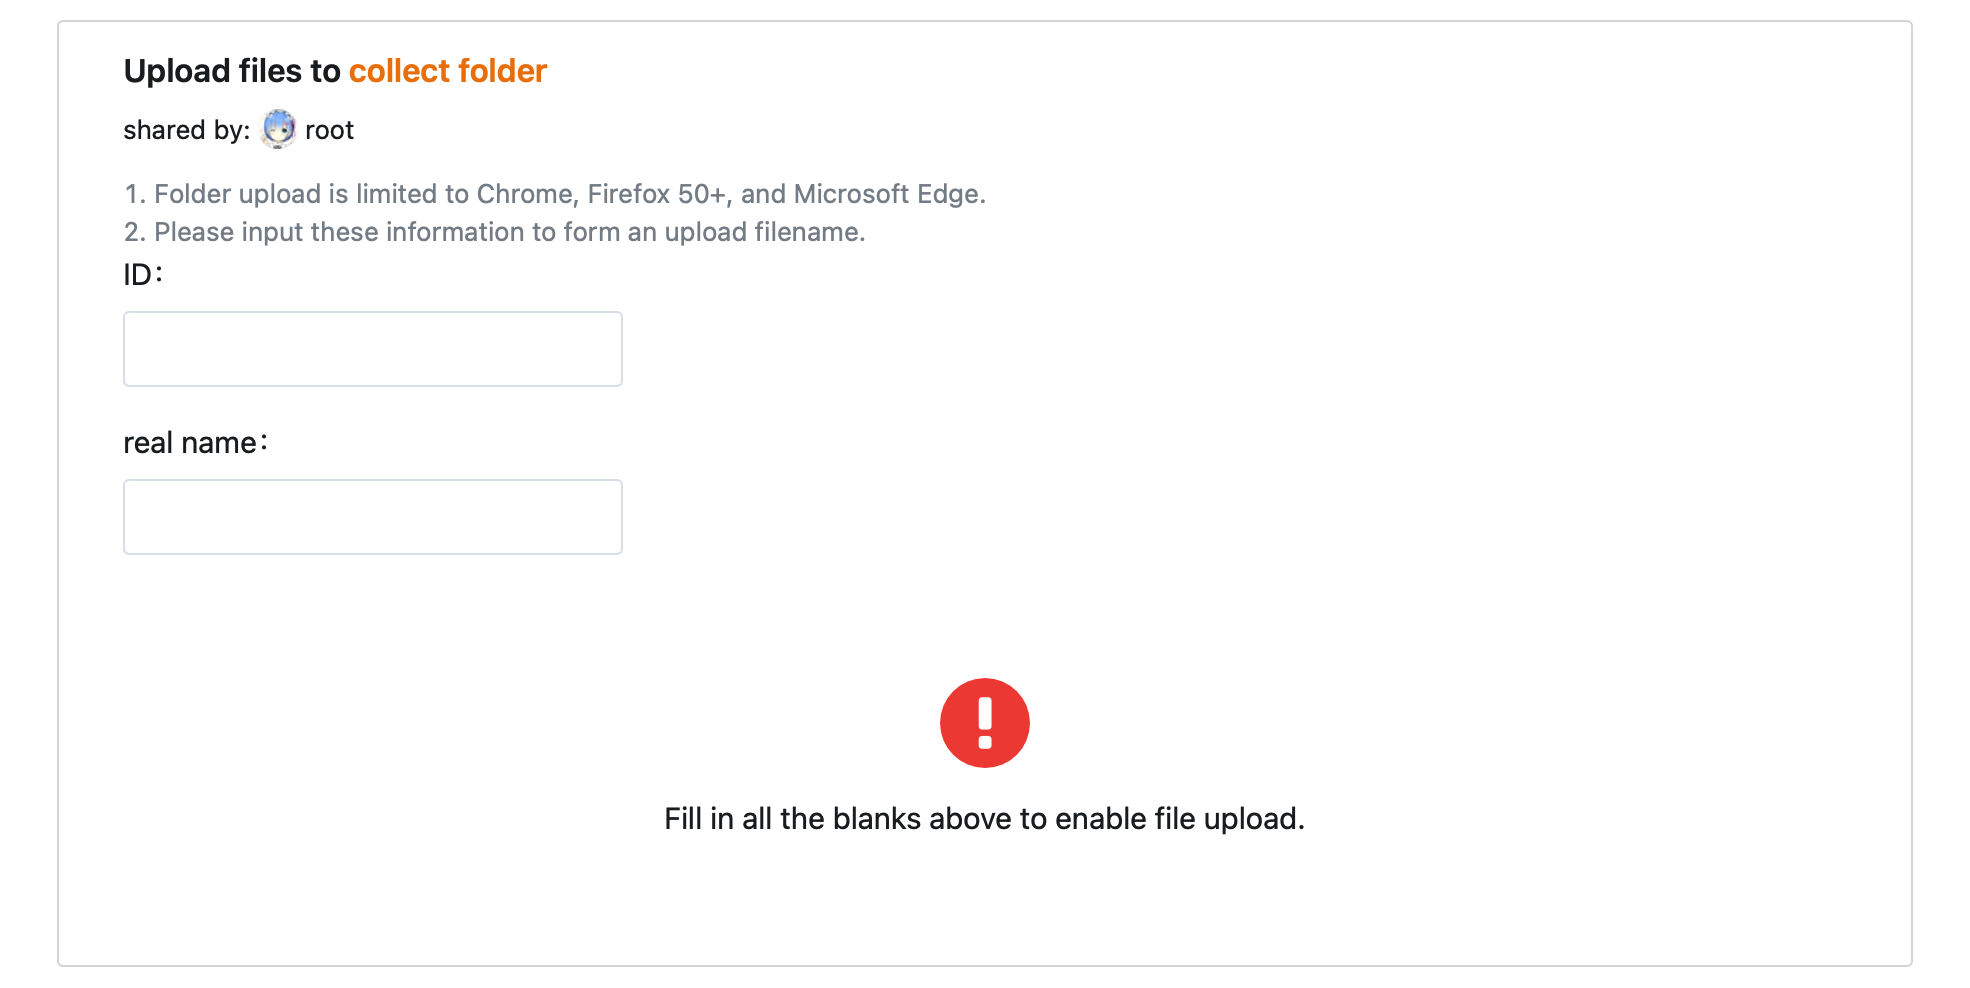 Upload files to collect folder
shared by: root
1. Folder upload is limited to Chrome, Firefox 50+, and Microsoft Edge.
2. Please input these information to form an upload filename.
ID：
real name：
Fill in all the blanks above to enable file upload.